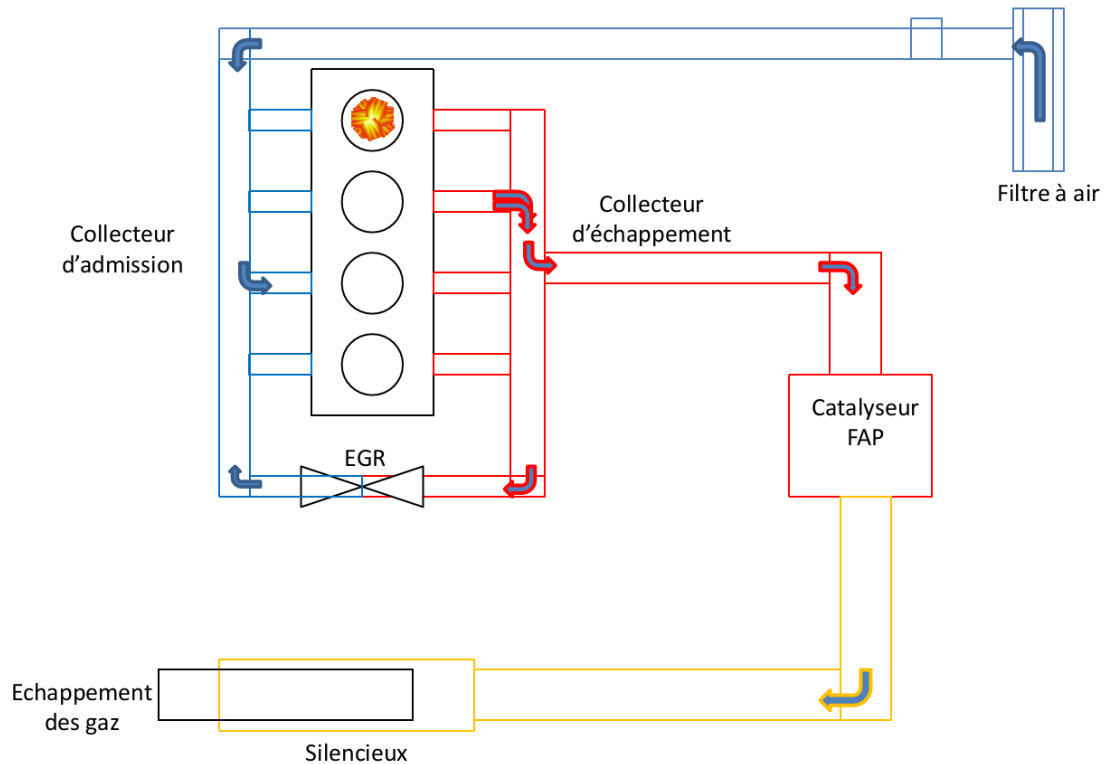 Filtre à air
Collecteur
d'échappement
Collecteur
d'admission
Catalyseur
FAP
EGR
Echappement
des gaz
Silencieux